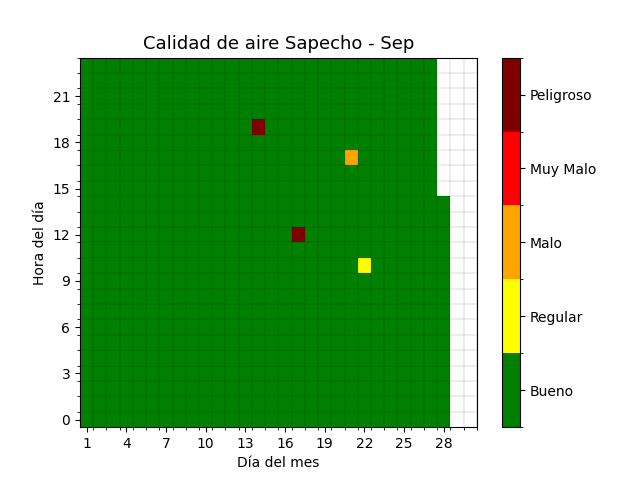 Calidad de aire Sapecho - Sep
Hora del día
21
18
15
12
9
6
3
0
1 4 7 10 13 16 19 22 25 28
Día del mes
Peligroso
Muy Malo
Malo
Regular
Bueno